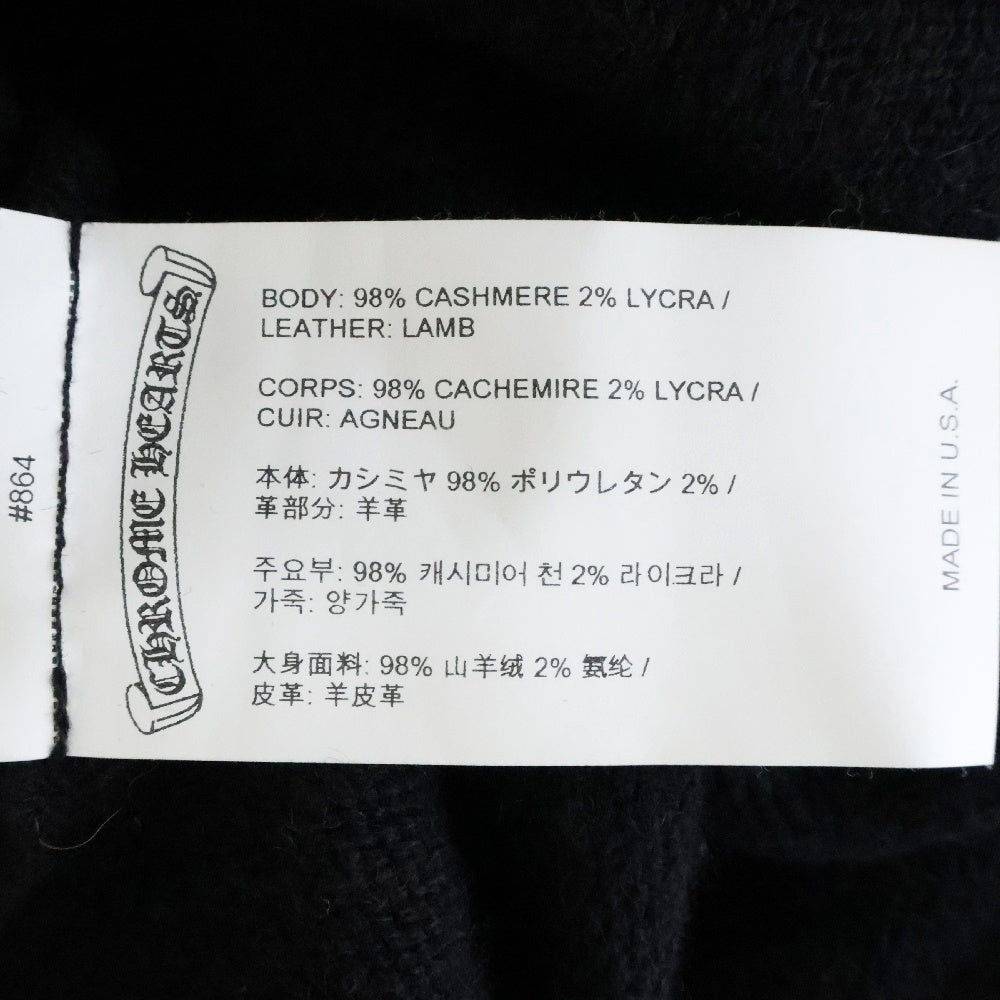 #864
CHROME HEARTS
BODY: 98% CASHMERE 2% LYCRA /
LEATHER: LAMB
CORPS: 98% CACHEMIRE 2% LYCRA /
CUIR: AGNEAU
本体: カシミヤ 98% ポリウレタン 2% /
革部分: 羊革
주요부: 98% 캐시미어 천 2% 라이크라 /
가죽: 양가죽
大身面料: 98% 山羊绒 2% 氨纶 /
皮革: 羊皮革
MADE IN U.S.A.